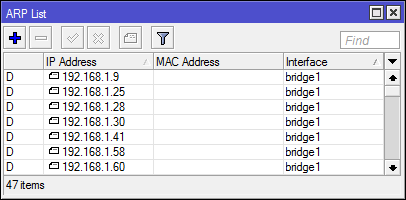 ARP List
Find
IP Address MAC Address Interface
D 192.168.1.9 bridge1
D 192.168.1.25 bridge1
D 192.168.1.28 bridge1
D 192.168.1.30 bridge1
D 192.168.1.41 bridge1
D 192.168.1.58 bridge1
D 192.168.1.60 bridge1
47 items